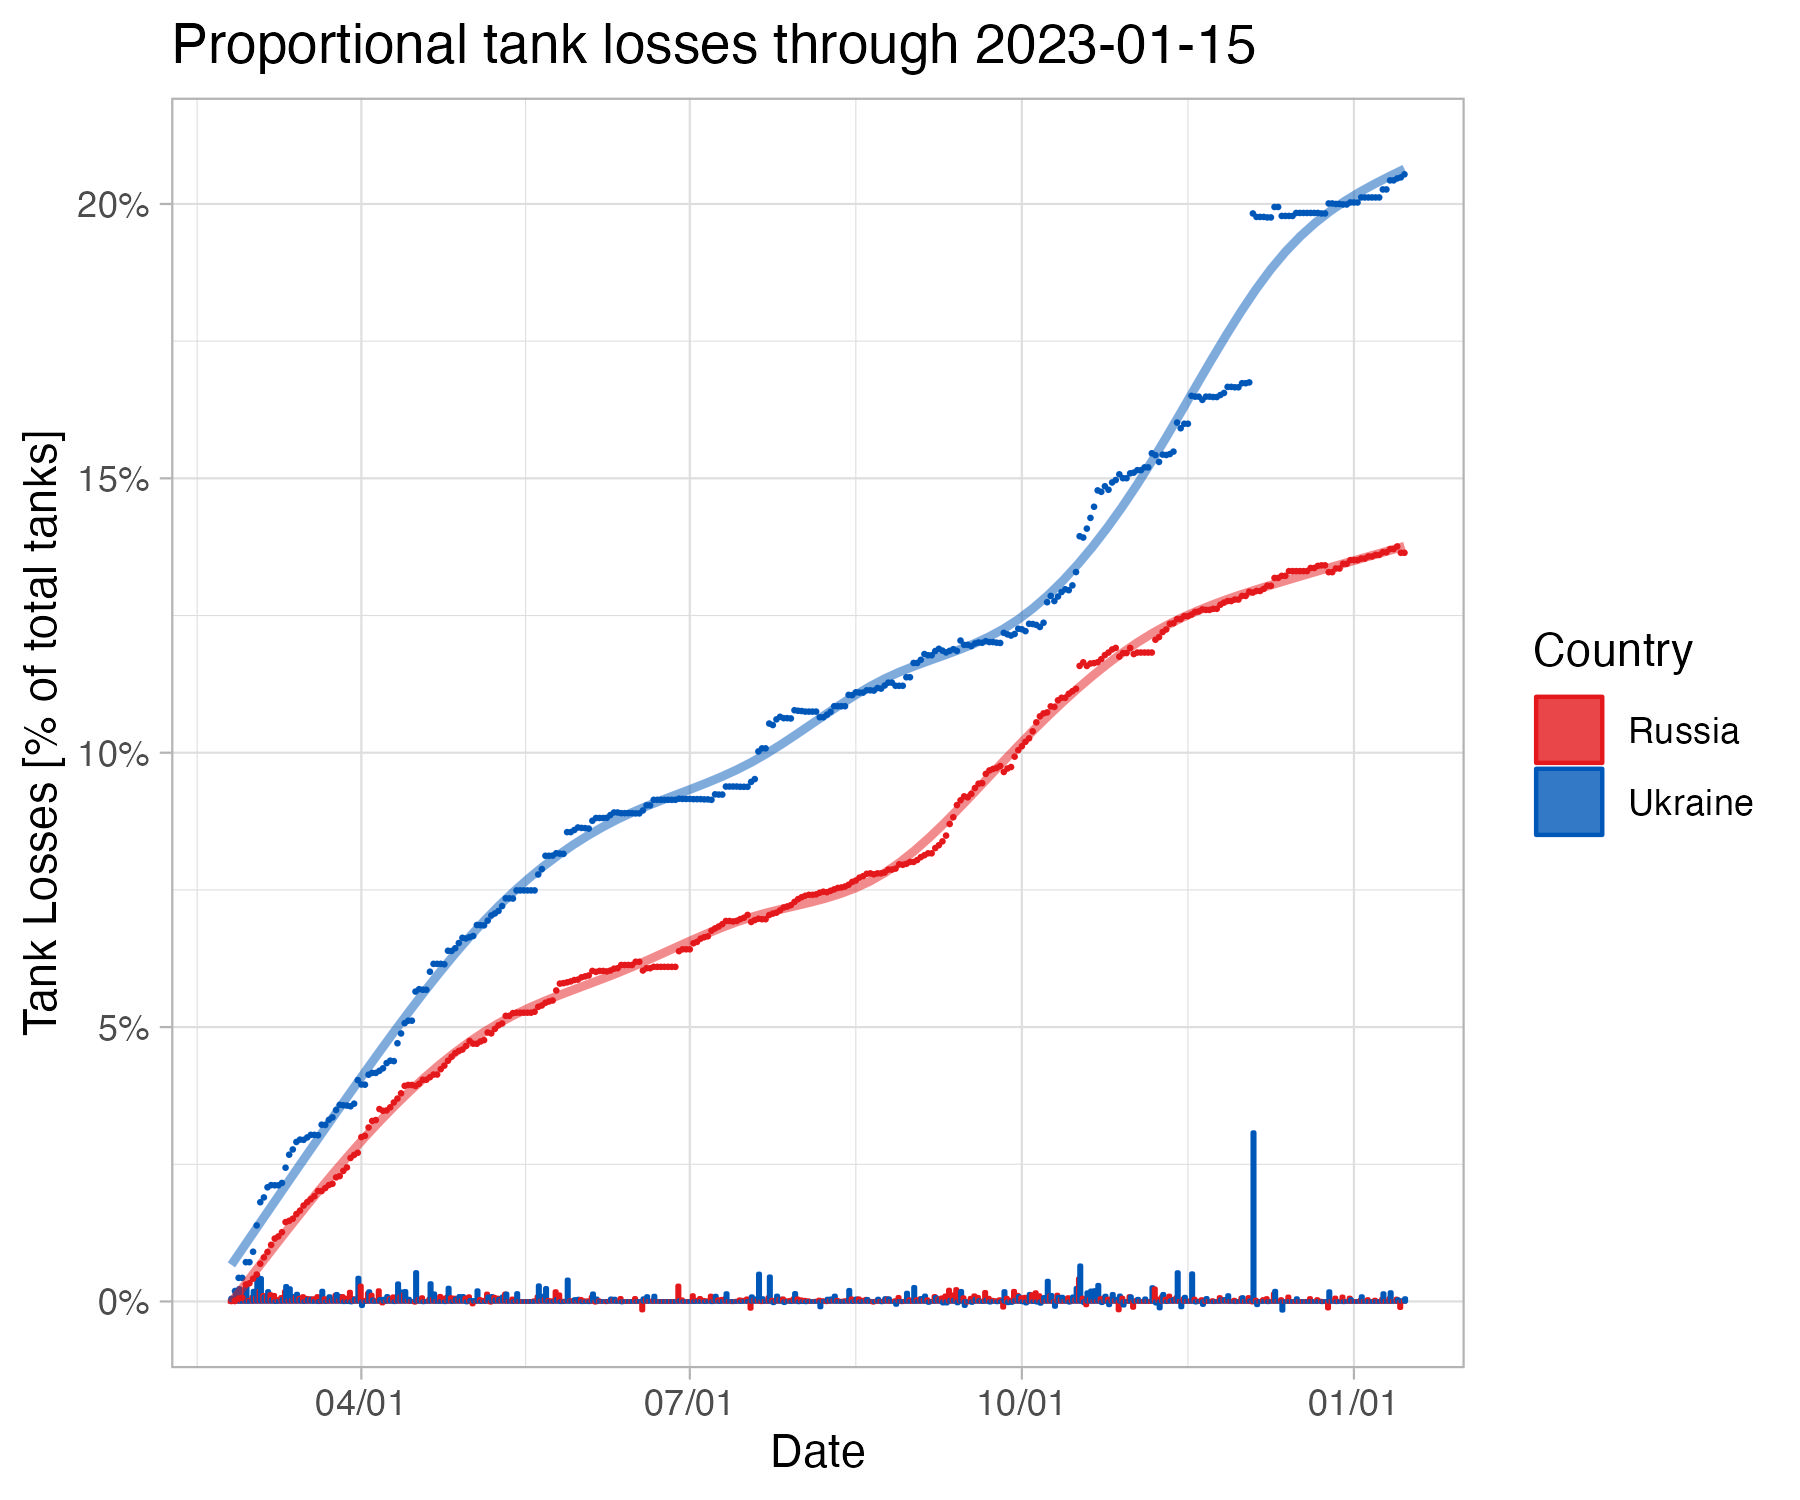 Proportional tank losses through 2023-01-15
Tank Losses [% of total tanks]
20%
15%
10%
5%
0%
04/01
07/01
10/01
01/01
Date
Country
Russia
Ukraine